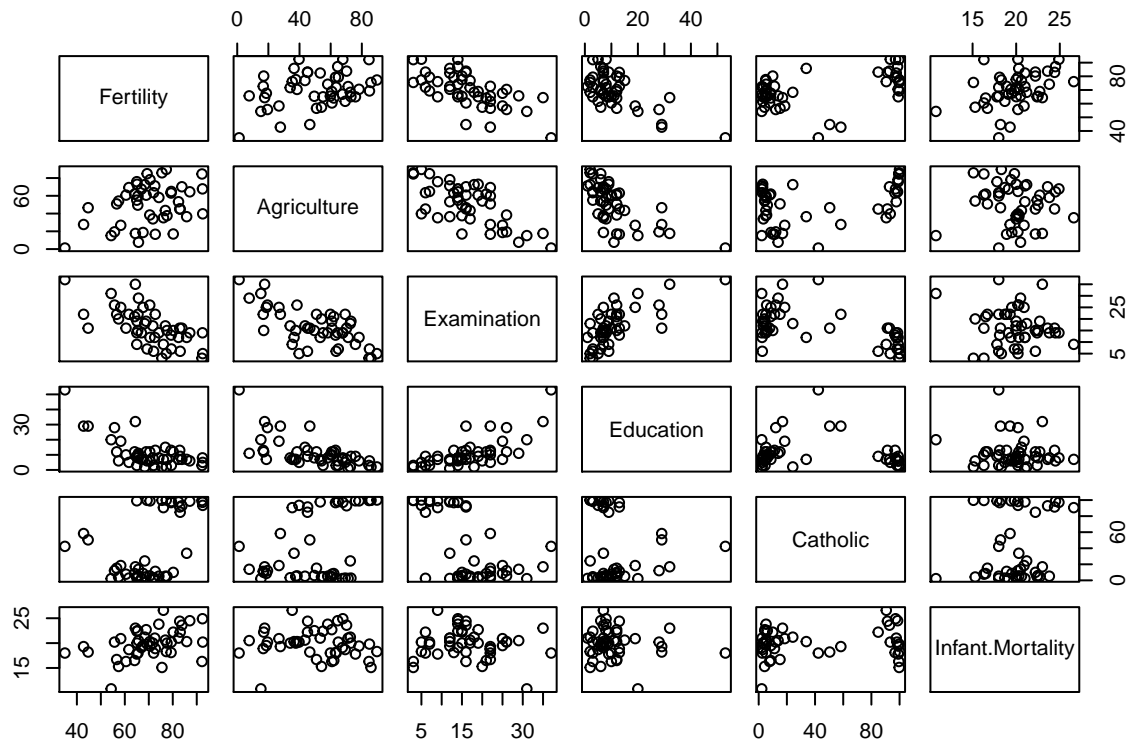 0 40 80
0 20 40
15 20 25
Fertility
40 80
0 60
Agriculture
Examination
5 25
0 30
Education
Catholic
0 60
15 25
Infant.Mortality
40 60 80
5 15 30
0 40 80